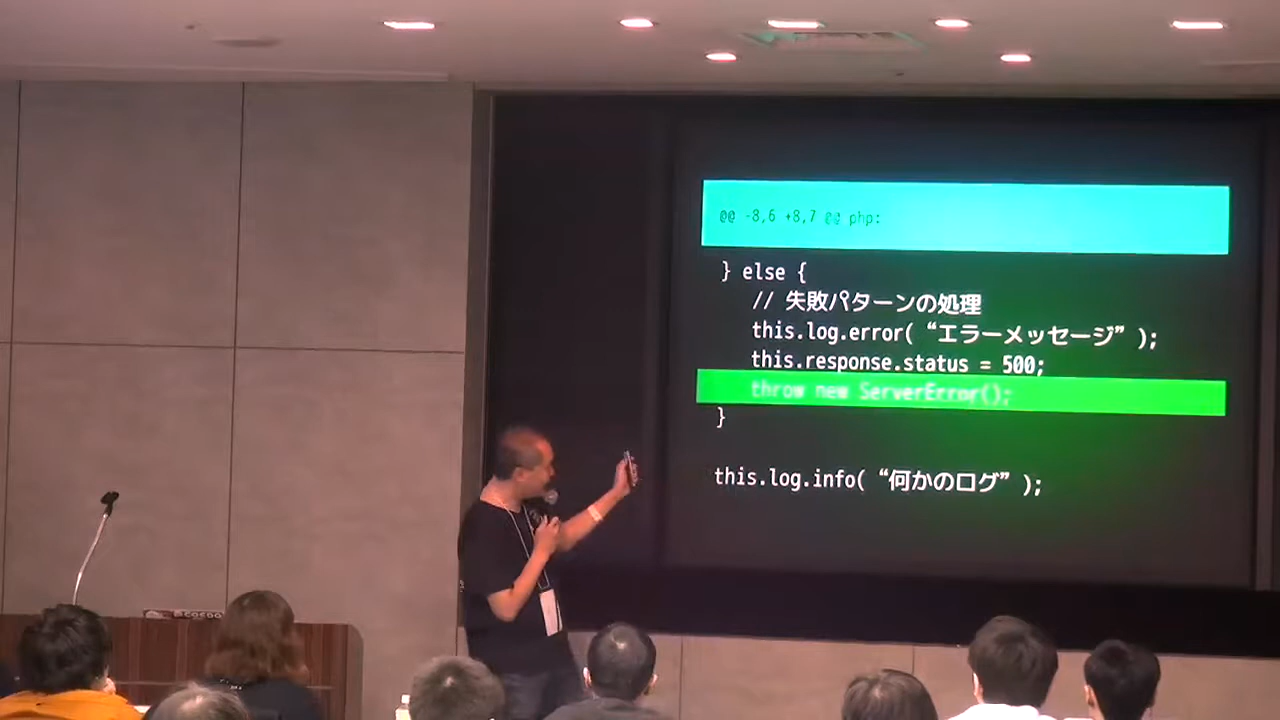 @@ -8,6 +8,7 @@ php:
} else {
// 失敗パターンの処理
this.log.error( “エラーメッセージ” );
this.response.status = 500;
throw new ServerError();
}
this.log.info( “何かのログ” );